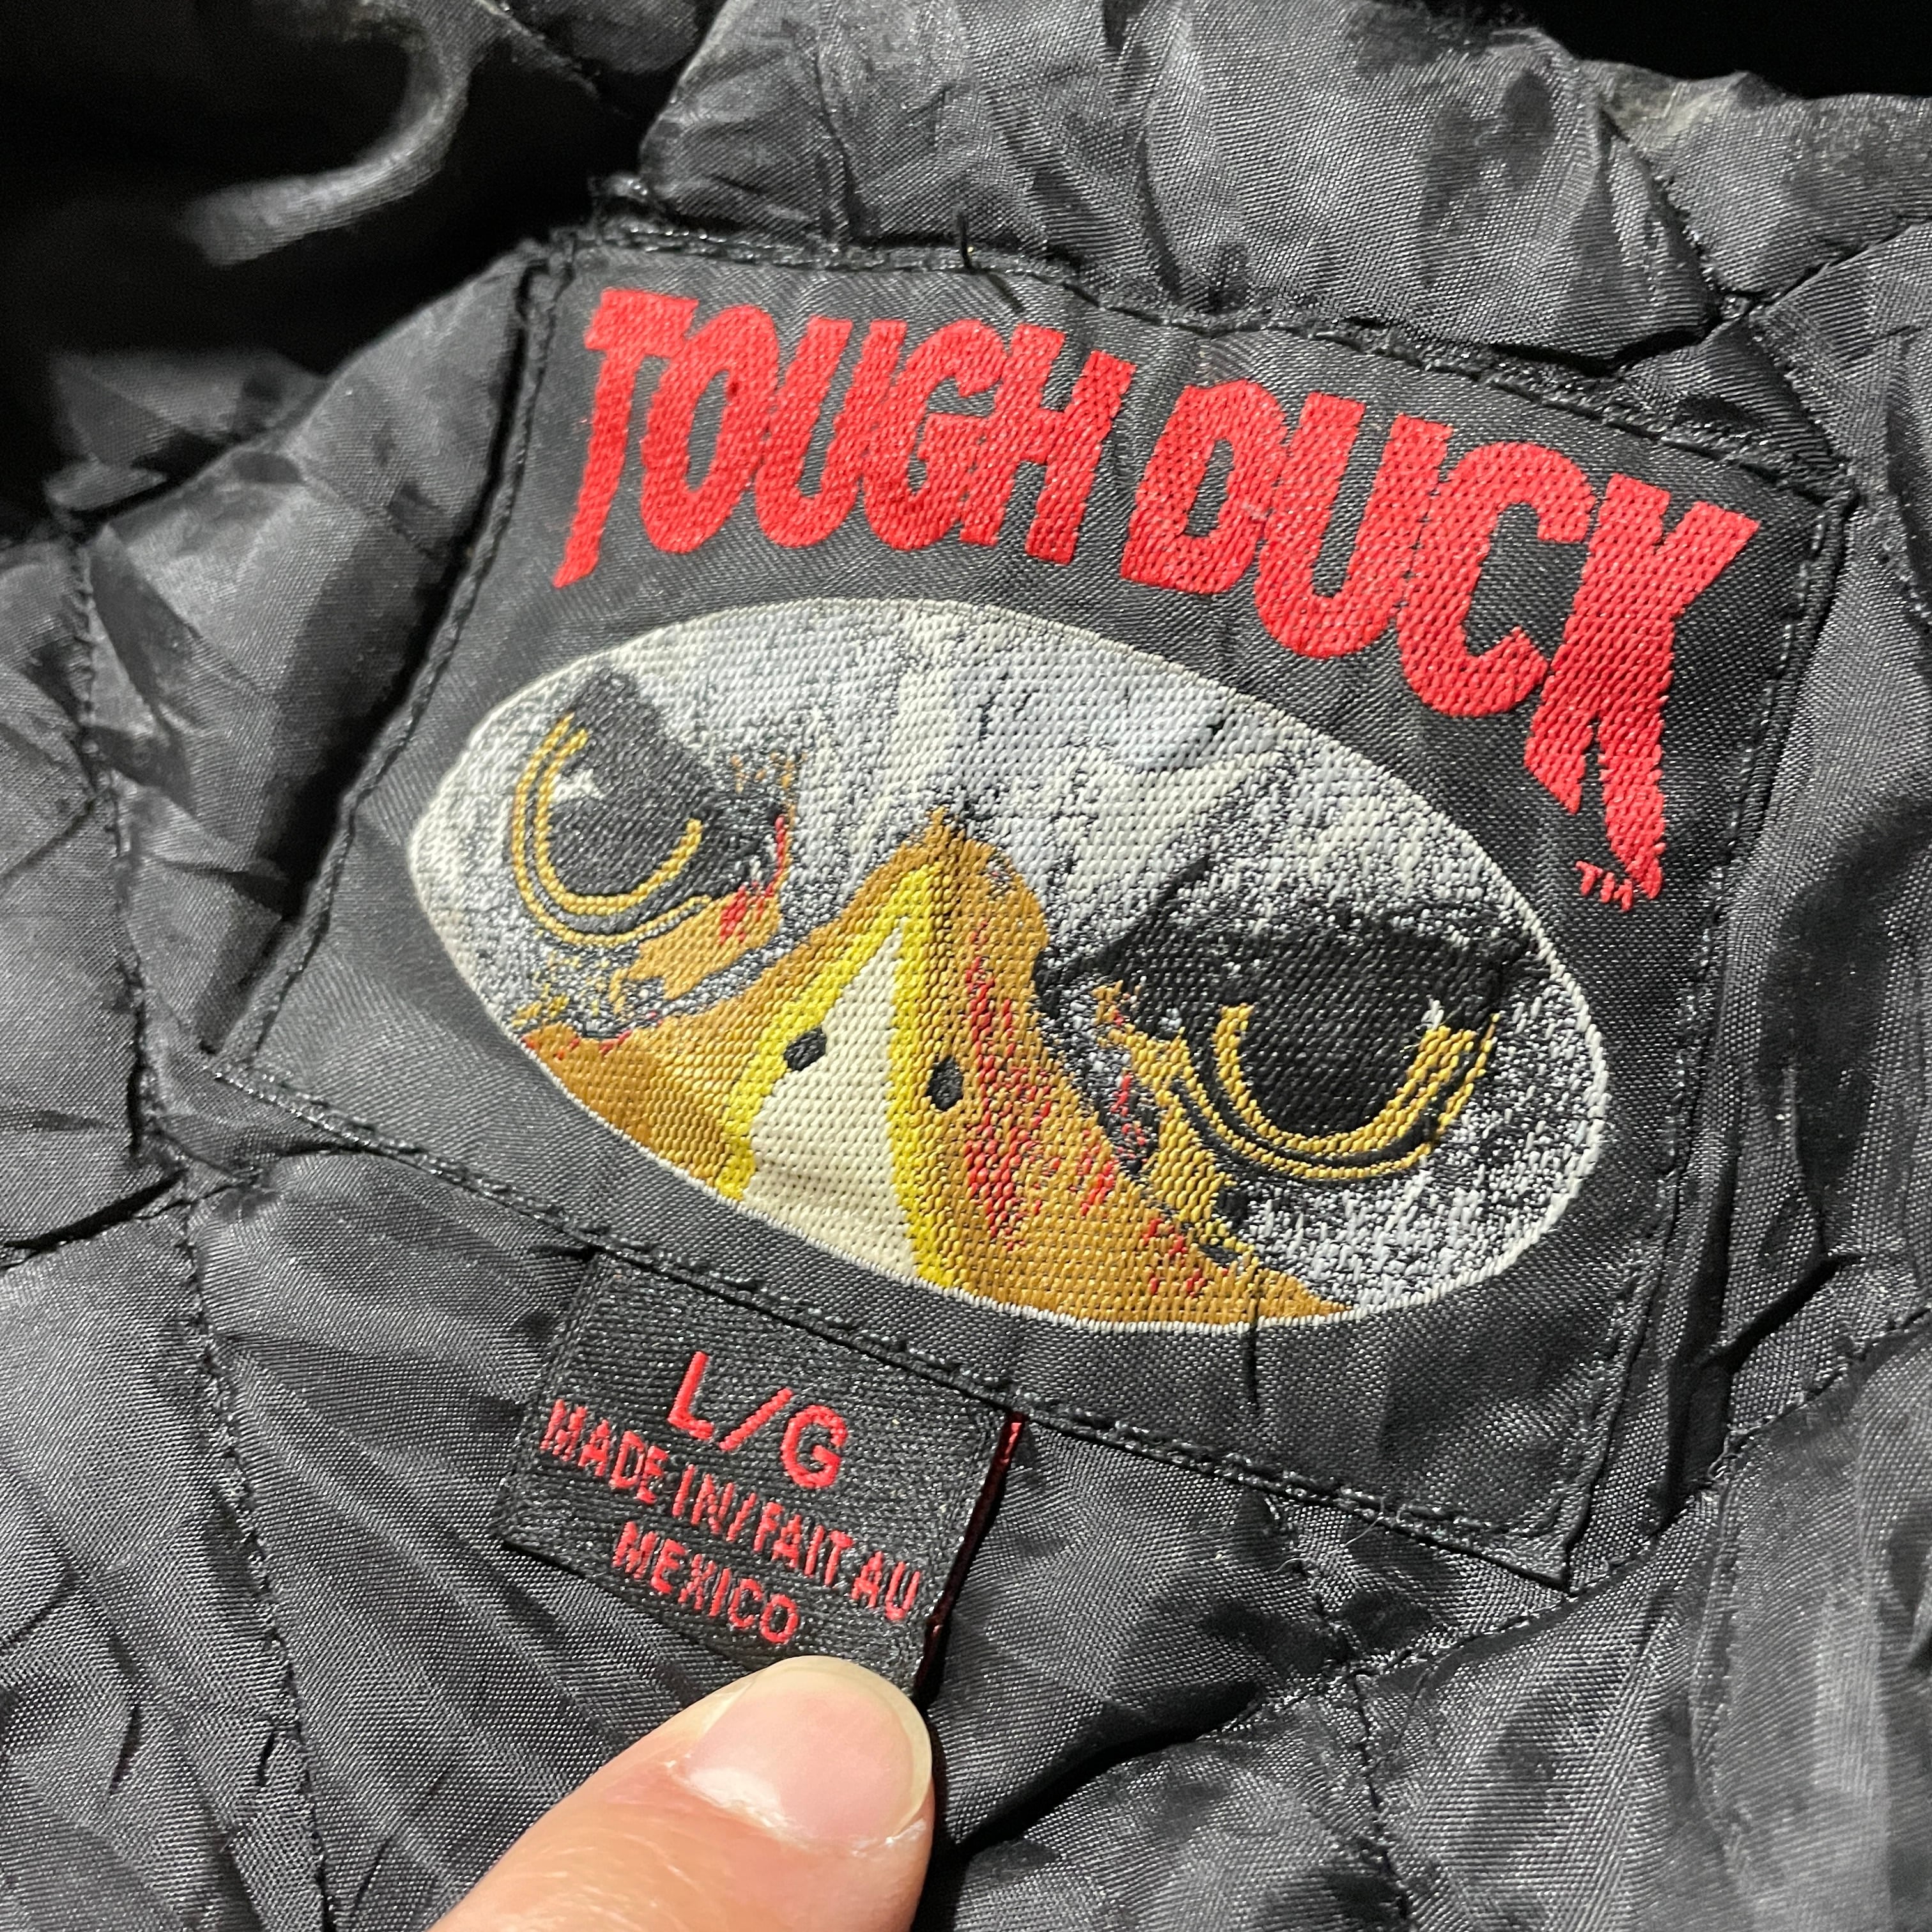 TOUGH DUCK
TM
L/G
MADE IN/FAIT AU
MEXICO